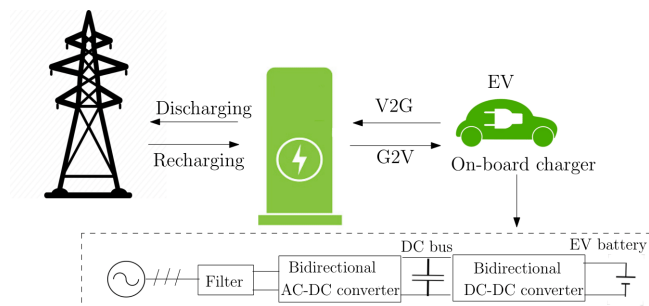 EV
Discharging
V2G
Recharging
G2V
On-board charger
DC bus
EV battery
Filter
Bidirectional
AC-DC converter
Bidirectional
DC-DC converter